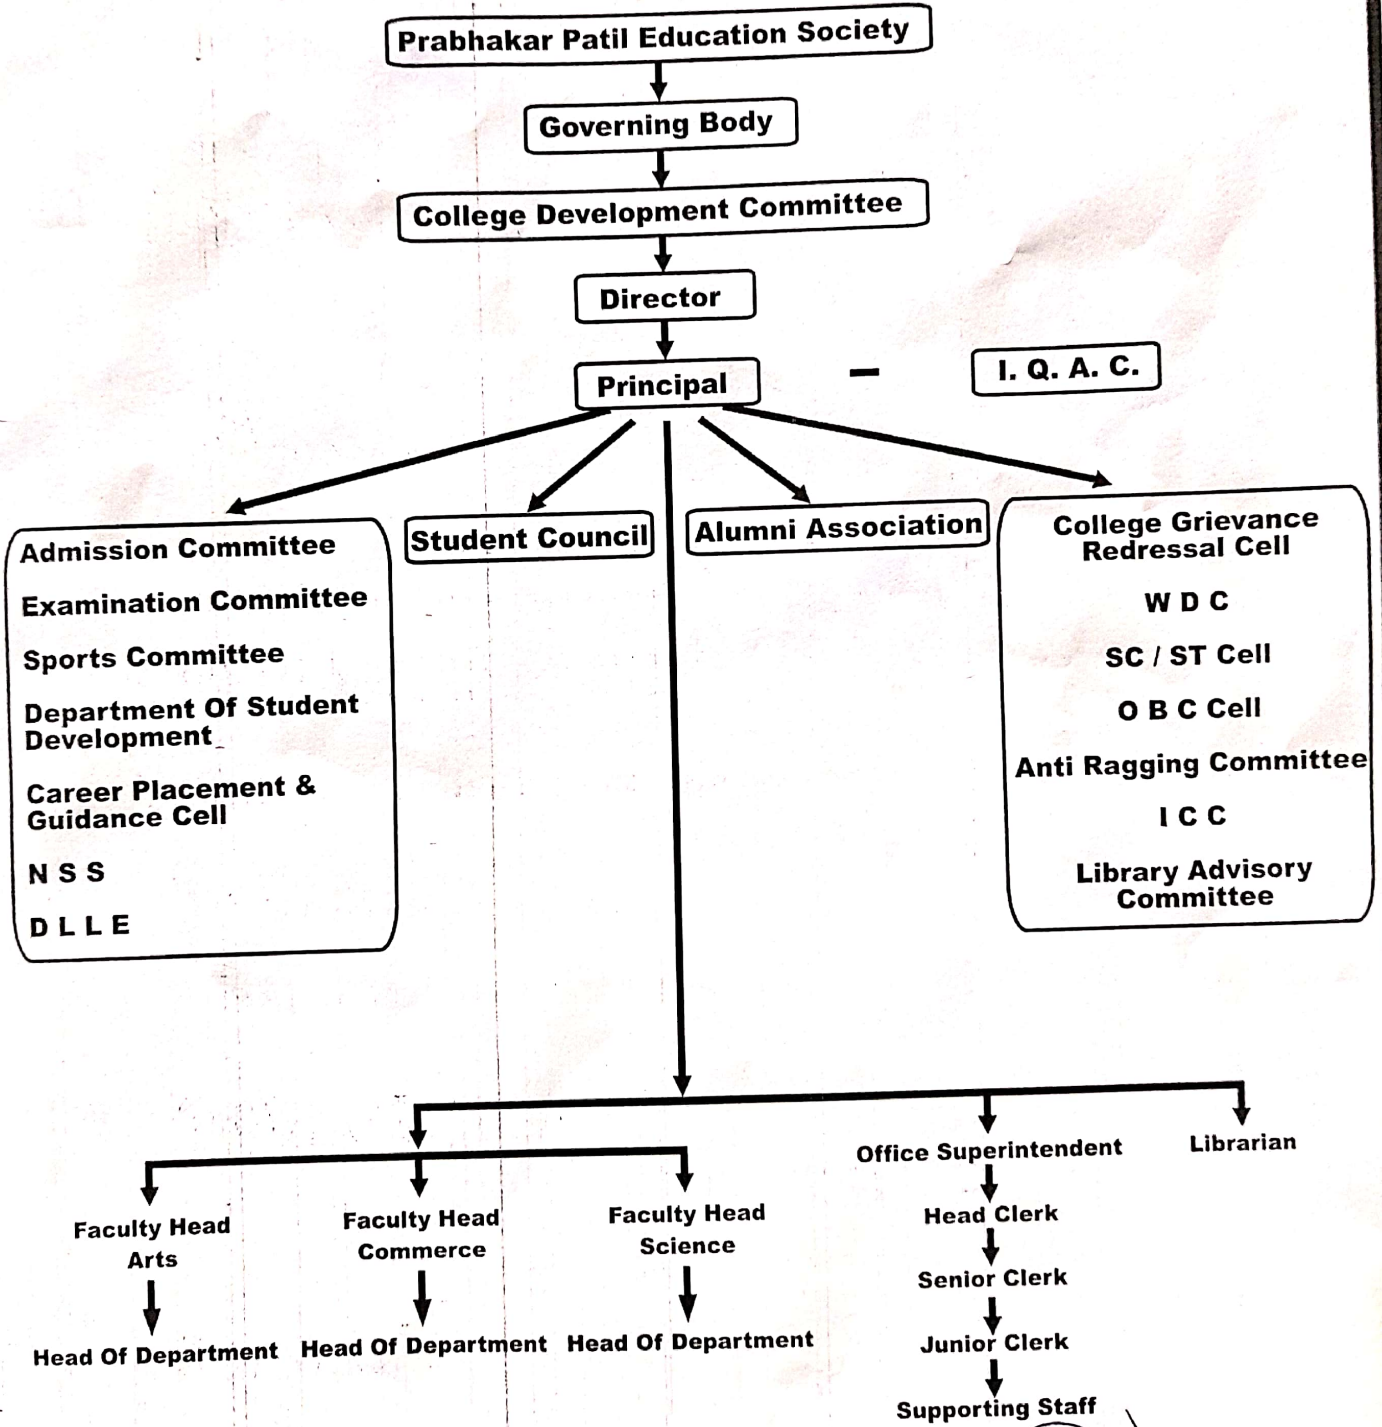 Prabhakar Patil Education Society
Governing Body
College Development Committee
Director
Principal
–
I. Q. A. C.
Admission Committee
Examination Committee
Sports Committee
Department Of Student
Development
Career Placement &
Guidance Cell
N S S
D L L E
Student Council
Alumni Association
College Grievance
Redressal Cell
W D C
SC / ST Cell
O B C Cell
Anti Ragging Committee
I C C
Library Advisory
Committee
Faculty Head
Arts
Head Of Department
Faculty Head
Commerce
Head Of Department
Faculty Head
Science
Head Of Department
Office Superintendent
Head Clerk
Senior Clerk
Junior Clerk
Supporting Staff
Librarian